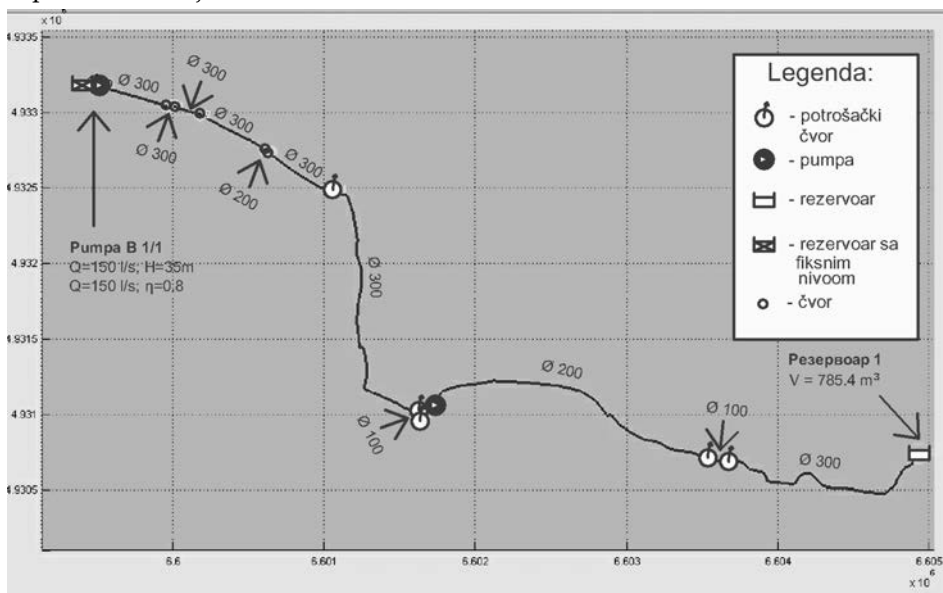 x 10
4.9335
4.933
4.9325
4.932
4.9315
4.931
4.9305
Ø 300
Ø 300
Ø 300
Ø 300
Ø 200
Ø 300
Ø 300
Pumpa B 1/1
Q=150 l/s; H=35m
Q=150 l/s; η=0.8
Ø 100
Ø 200
Ø 100
Ø 300
Legenda:
- potrošački
čvor
- pumpa
- rezervoar
- rezervoar sa
fiksnim
nivoom
- čvor
Резервоар 1
V = 785.4 m³
6.6
6.601
6.602
6.603
6.604
6.605
x 10⁶